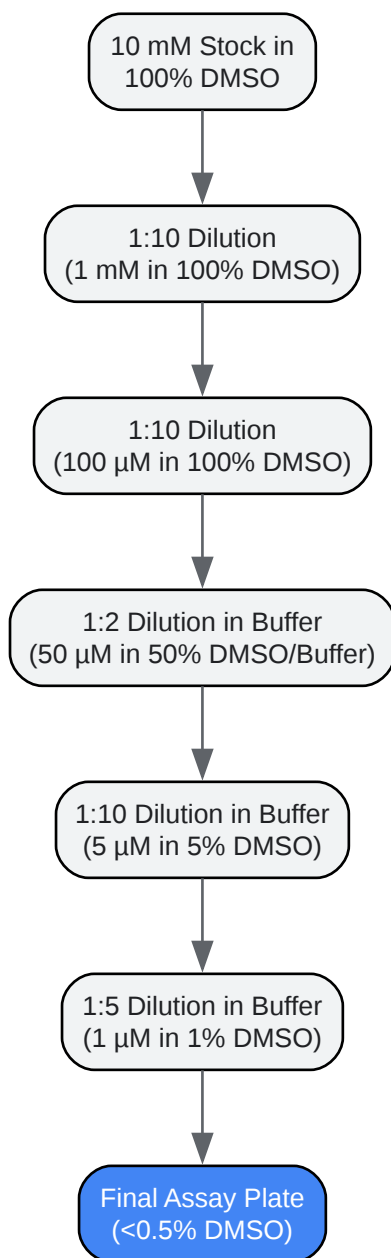 10 mM Stock in
100% DMSO
1:10 Dilution
(1 mM in 100% DMSO)
1:10 Dilution
(100 µM in 100% DMSO)
1:2 Dilution in Buffer
(50 µM in 50% DMSO/Buffer)
1:10 Dilution in Buffer
(5 µM in 5% DMSO)
1:5 Dilution in Buffer
(1 µM in 1% DMSO)
Final Assay Plate
(<0.5% DMSO)